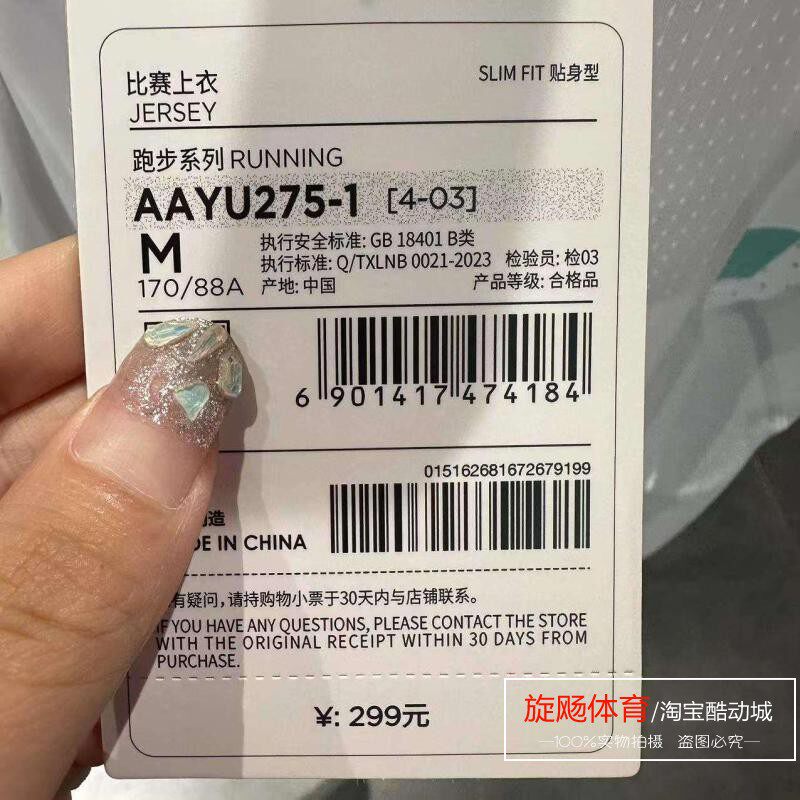 比赛上衣
JERSEY
SLIM FIT 贴身型
跑步系列 RUNNING
AAYU275-1 [4-03]
M
170/88A
执行安全标准: GB 18401 B类
执行标准: Q/TXLNB 0021-2023 检验员: 检03
产地: 中国 产品等级: 合格品
6 901417 474184
015162681672679199
造
DE IN CHINA
有疑问,请持购物小票于30天内与店铺联系。
IF YOU HAVE ANY QUESTIONS, PLEASE CONTACT THE STORE
WITH THE ORIGINAL RECEIPT WITHIN 30 DAYS FROM
PURCHASE.
¥: 299元
旋飏体育/淘宝酷动城
—100%实物拍摄 盗图必究—